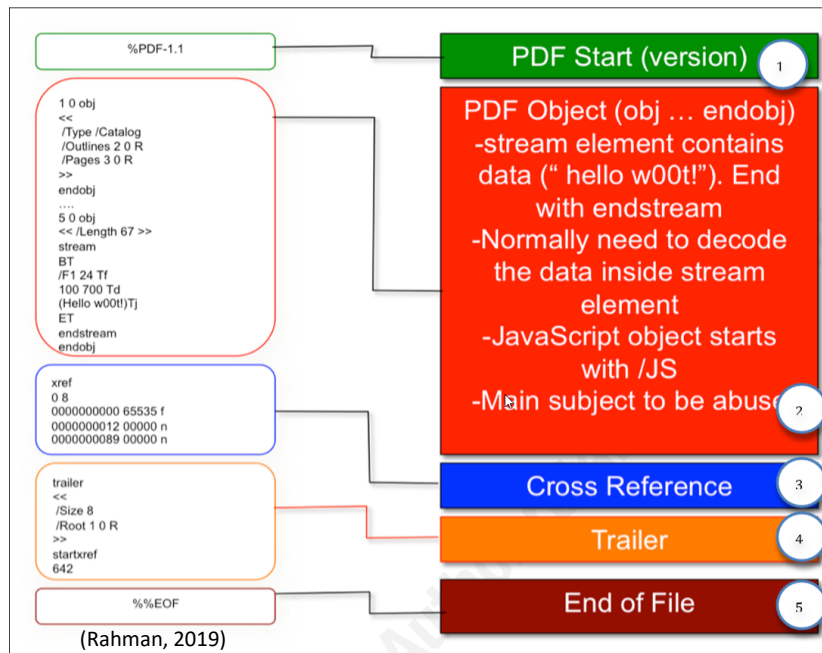 %PDF-1.1
PDF Start (version)
1
1 0 obj
<<
/Type /Catalog
/Outlines 2 0 R
/Pages 3 0 R
>>
endobj
....
5 0 obj
<< /Length 67 >>
stream
BT
/F1 24 Tf
100 700 Td
(Hello w00t!)Tj
ET
endstream
endobj
PDF Object (obj ... endobj)
-stream element contains
data (“ hello w00t!”). End
with endstream
-Normally need to decode
the data inside stream
element
-JavaScript object starts
with /JS
-Main subject to be abuse
2
xref
0 8
0000000000 65535 f
0000000012 00000 n
0000000089 00000 n
Cross Reference
3
trailer
<<
/Size 8
/Root 1 0 R
>>
startxref
642
Trailer
4
%%EOF
End of File
5
(Rahman, 2019)